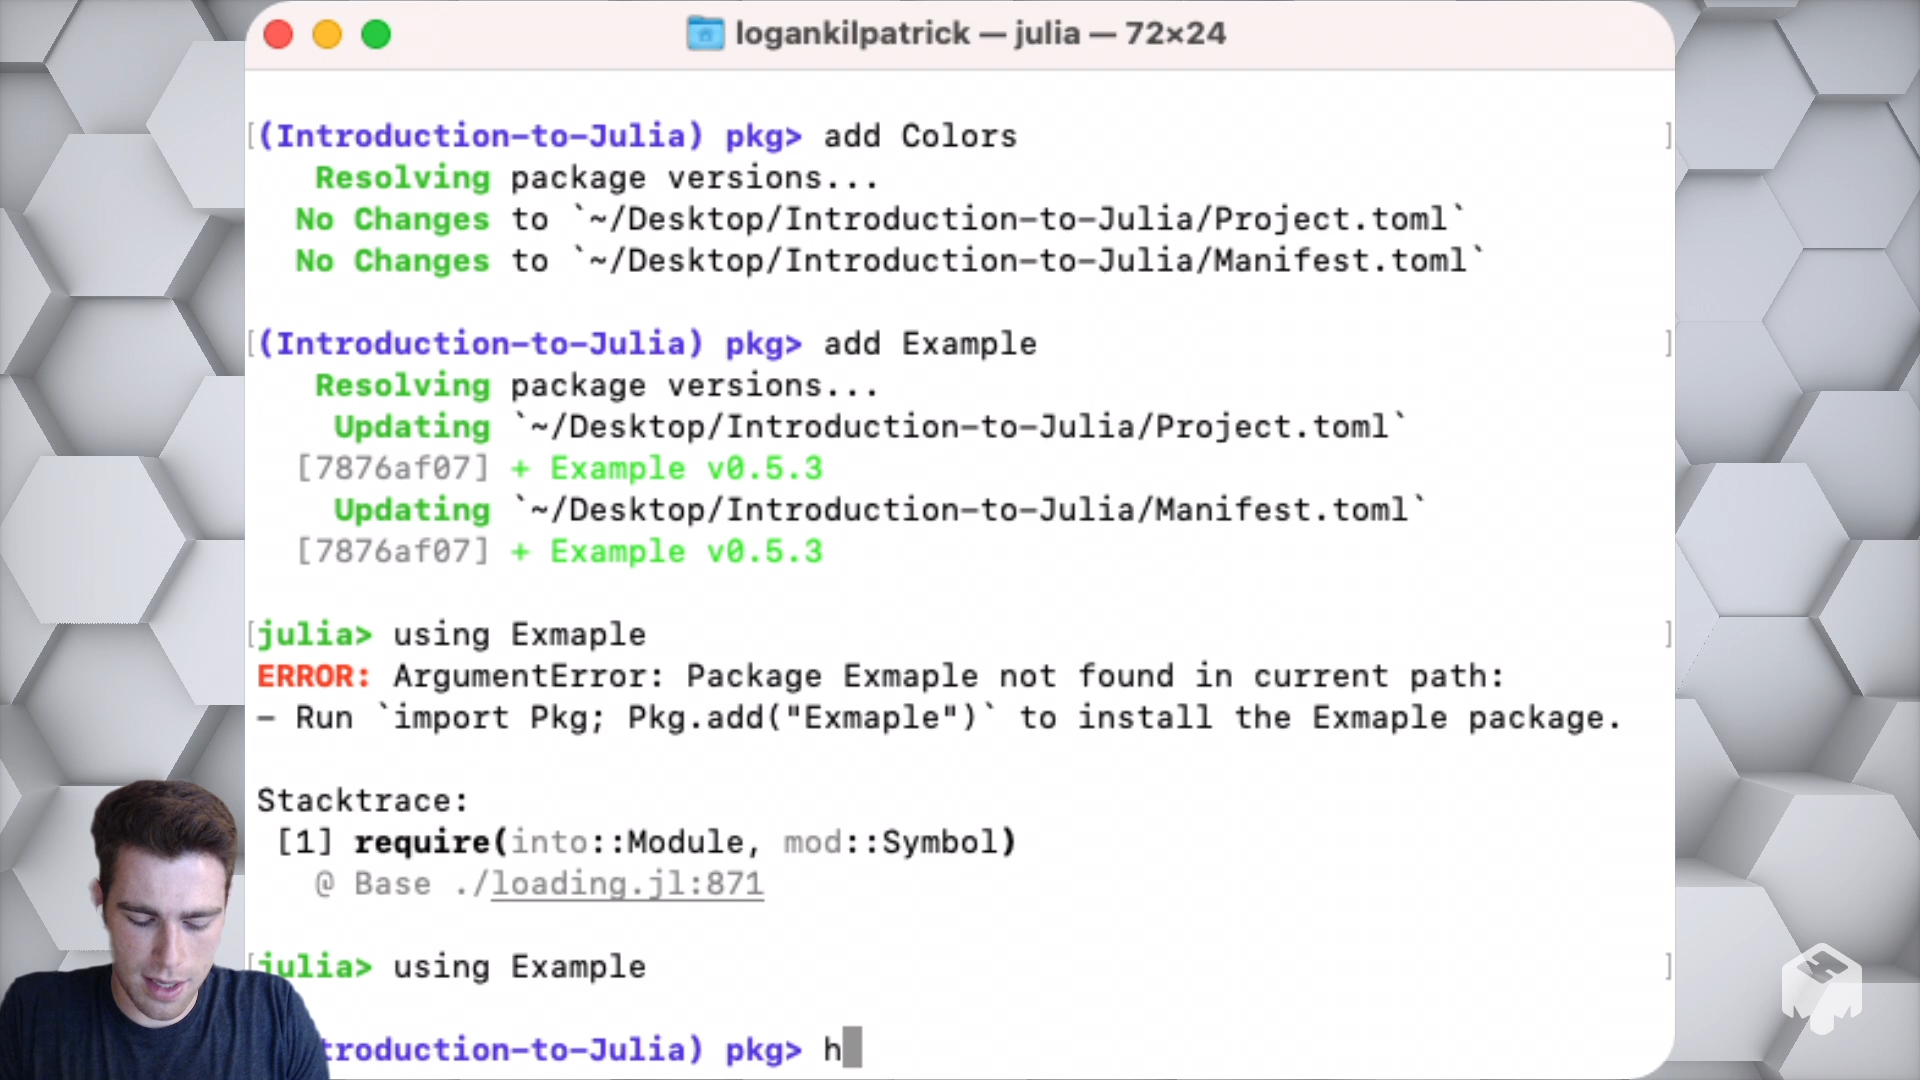 logankilpatrick — julia — 72×24
(Introduction-to-Julia) pkg> add Colors
Resolving package versions...
No Changes to `~/Desktop/Introduction-to-Julia/Project.toml`
No Changes to `~/Desktop/Introduction-to-Julia/Manifest.toml`
(Introduction-to-Julia) pkg> add Example
Resolving package versions...
Updating `~/Desktop/Introduction-to-Julia/Project.toml`
[7876af07] + Example v0.5.3
Updating `~/Desktop/Introduction-to-Julia/Manifest.toml`
[7876af07] + Example v0.5.3
julia> using Exmaple
ERROR: ArgumentError: Package Exmaple not found in current path:
- Run `import Pkg; Pkg.add("Exmaple")` to install the Exmaple package.
Stacktrace:
[1] require(into::Module, mod::Symbol)
@ Base ./loading.jl:871
julia> using Example
troduction-to-Julia) pkg> h